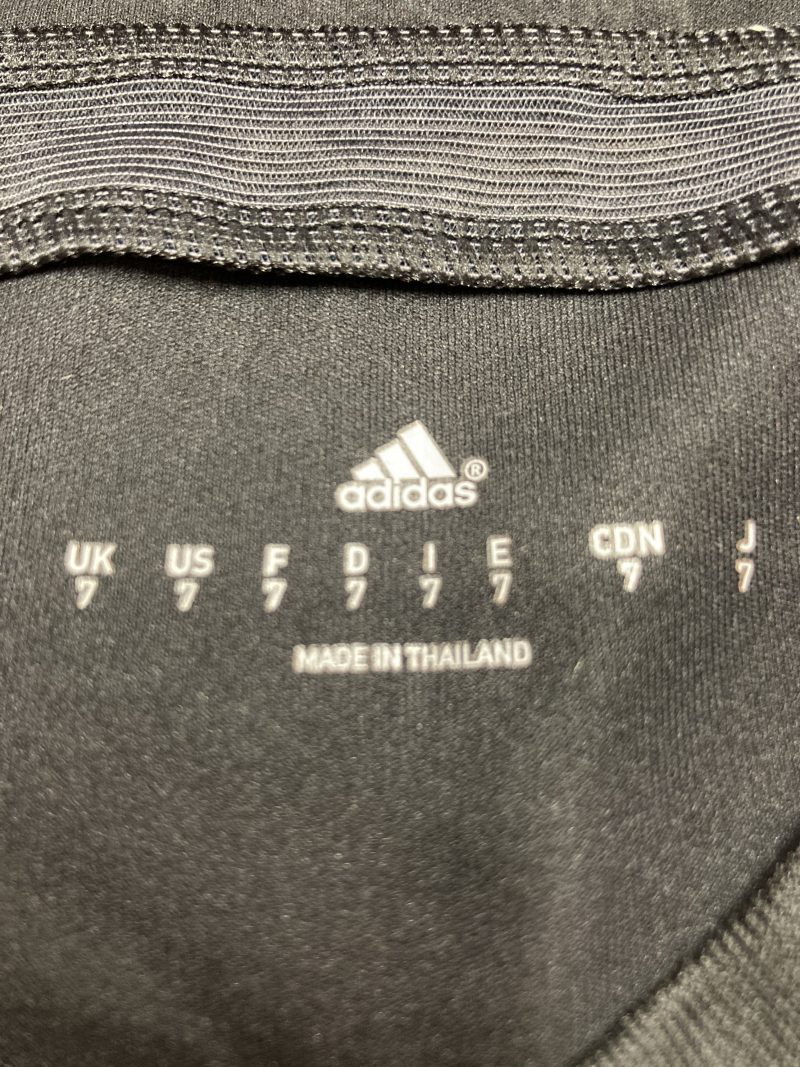 adidas®
UK US F D I E CDN J
7 7 7 7 7 7 7 7
MADE IN THAILAND